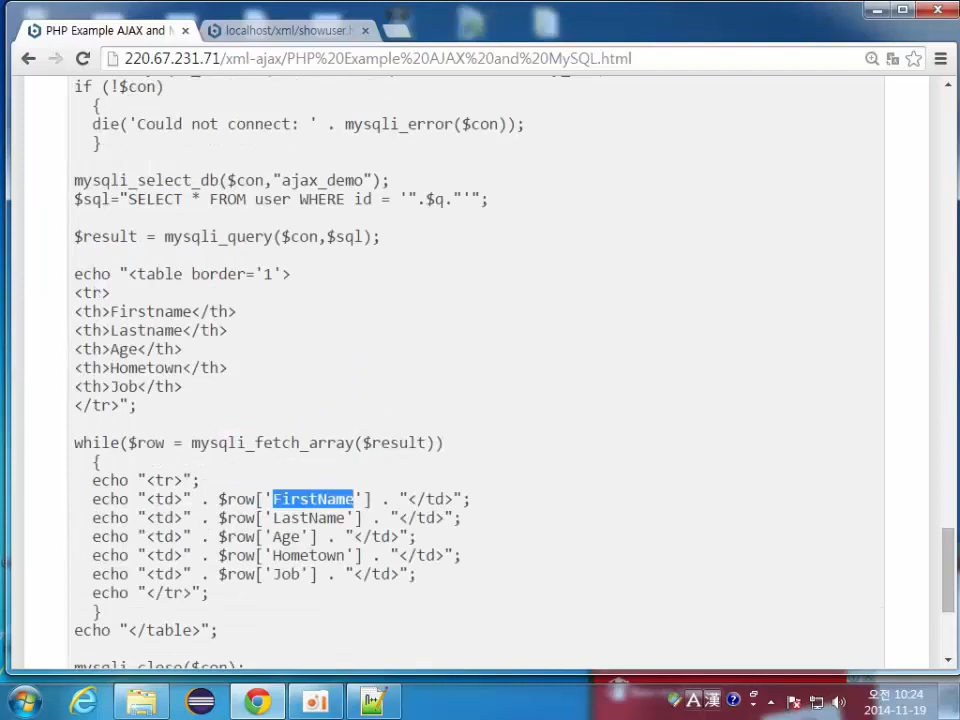 PHP Example AJAX and M
localhost/xml/showuser.h
220.67.231.71/xml-ajax/PHP%20Example%20AJAX%20and%20MySQL.html
if (!$con)
{
die('Could not connect: ' . mysqli_error($con));
}
mysqli_select_db($con,"ajax_demo");
$sql="SELECT * FROM user WHERE id = '".$q."'";
$result = mysqli_query($con,$sql);
echo "<table border='1'>
<tr>
<th>Firstname</th>
<th>Lastname</th>
<th>Age</th>
<th>Hometown</th>
<th>Job</th>
</tr>";
while($row = mysqli_fetch_array($result))
{
echo "<tr>";
echo "<td>" . $row['FirstName'] . "</td>";
echo "<td>" . $row['LastName'] . "</td>";
echo "<td>" . $row['Age'] . "</td>";
echo "<td>" . $row['Hometown'] . "</td>";
echo "<td>" . $row['Job'] . "</td>";
echo "</tr>";
}
echo "</table>";
mysqli_close($con);
A 漢
오전 10:24
2014-11-19